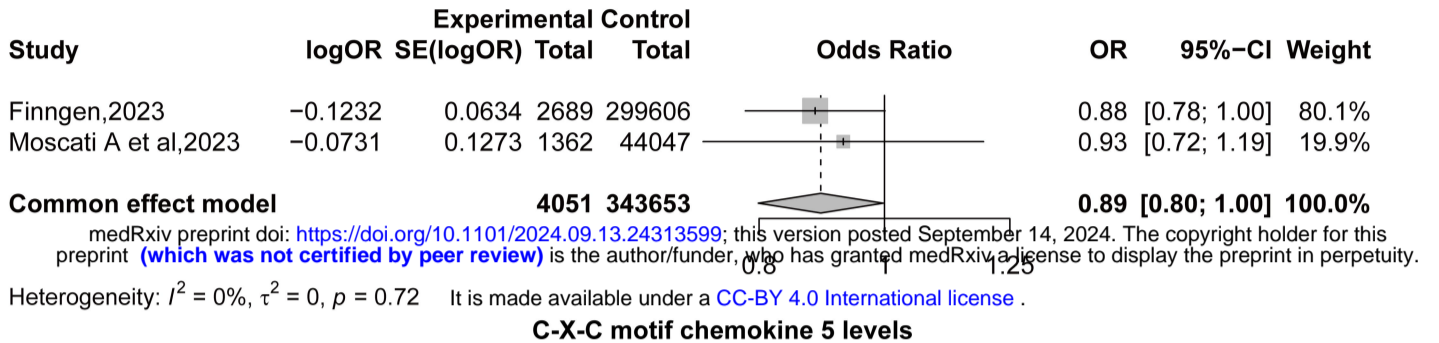 Experimental Control
Study logOR SE(logOR) Total Total Odds Ratio OR 95%−CI Weight
Finngen,2023 −0.1232 0.0634 2689 299606 0.88 [0.78; 1.00] 80.1%
Moscati A et al,2023 −0.0731 0.1273 1362 44047 0.93 [0.72; 1.19] 19.9%
Common effect model 4051 343653 0.89 [0.80; 1.00] 100.0%
medRxiv preprint doi: https://doi.org/10.1101/2024.09.13.24313599; this version posted September 14, 2024. The copyright holder for this
preprint (which was not certified by peer review) is the author/funder, who has granted medRxiv a license to display the preprint in perpetuity.
0.8 1 1.25
Heterogeneity: I² = 0%, τ² = 0, p = 0.72 It is made available under a CC-BY 4.0 International license .
C-X-C motif chemokine 5 levels